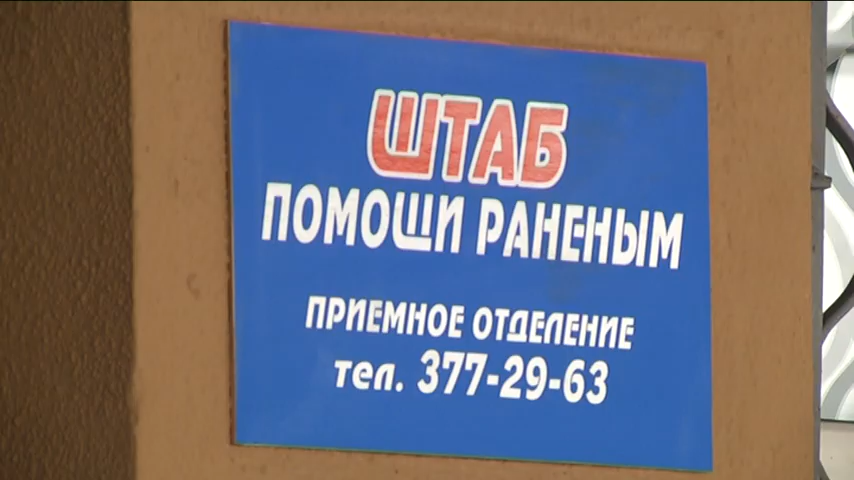 ШТАБ
ПОМОЩИ РАНЕНЫМ
ПРИЕМНОЕ ОТДЕЛЕНИЕ
тел. 377-29-63